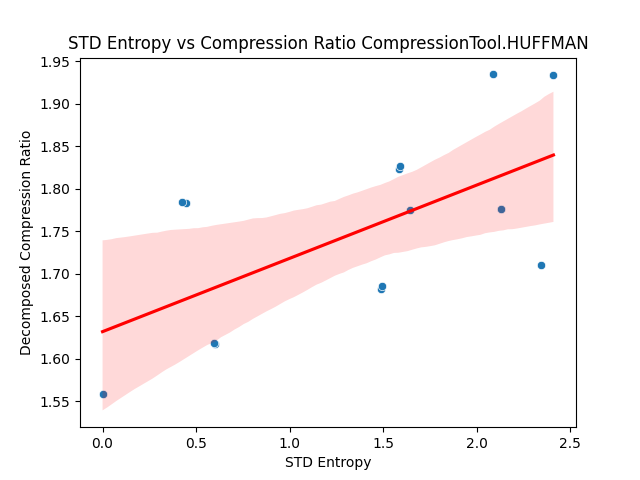 STD Entropy vs Compression Ratio CompressionTool.HUFFMAN
Decomposed Compression Ratio
1.95
1.90
1.85
1.80
1.75
1.70
1.65
1.60
1.55
0.0 0.5 1.0 1.5 2.0 2.5
STD Entropy